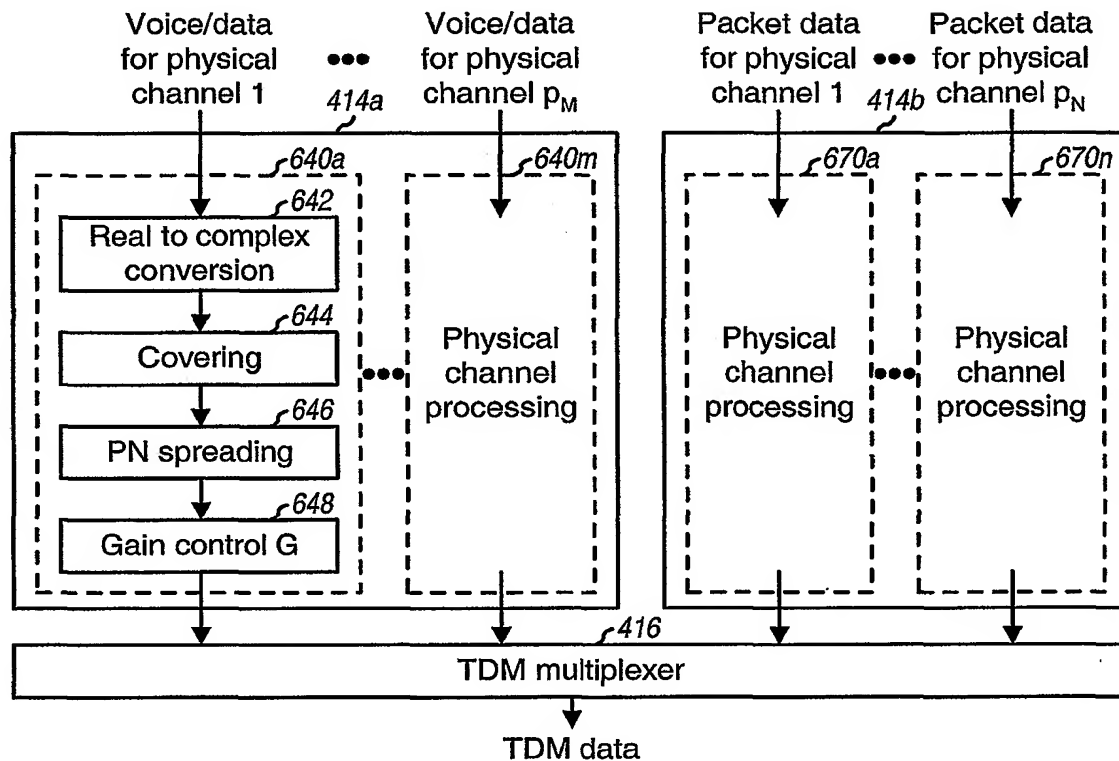 Voice/data
for physical
channel 1
Voice/data
for physical
channel pM
Packet data
for physical
channel 1
Packet data
for physical
channel pN
414a
414b
640a
640m
670a
670n
642
Real to complex
conversion
644
Covering
646
PN spreading
648
Gain control G
Physical
channel
processing
Physical
channel
processing
Physical
channel
processing
416
TDM multiplexer
TDM data